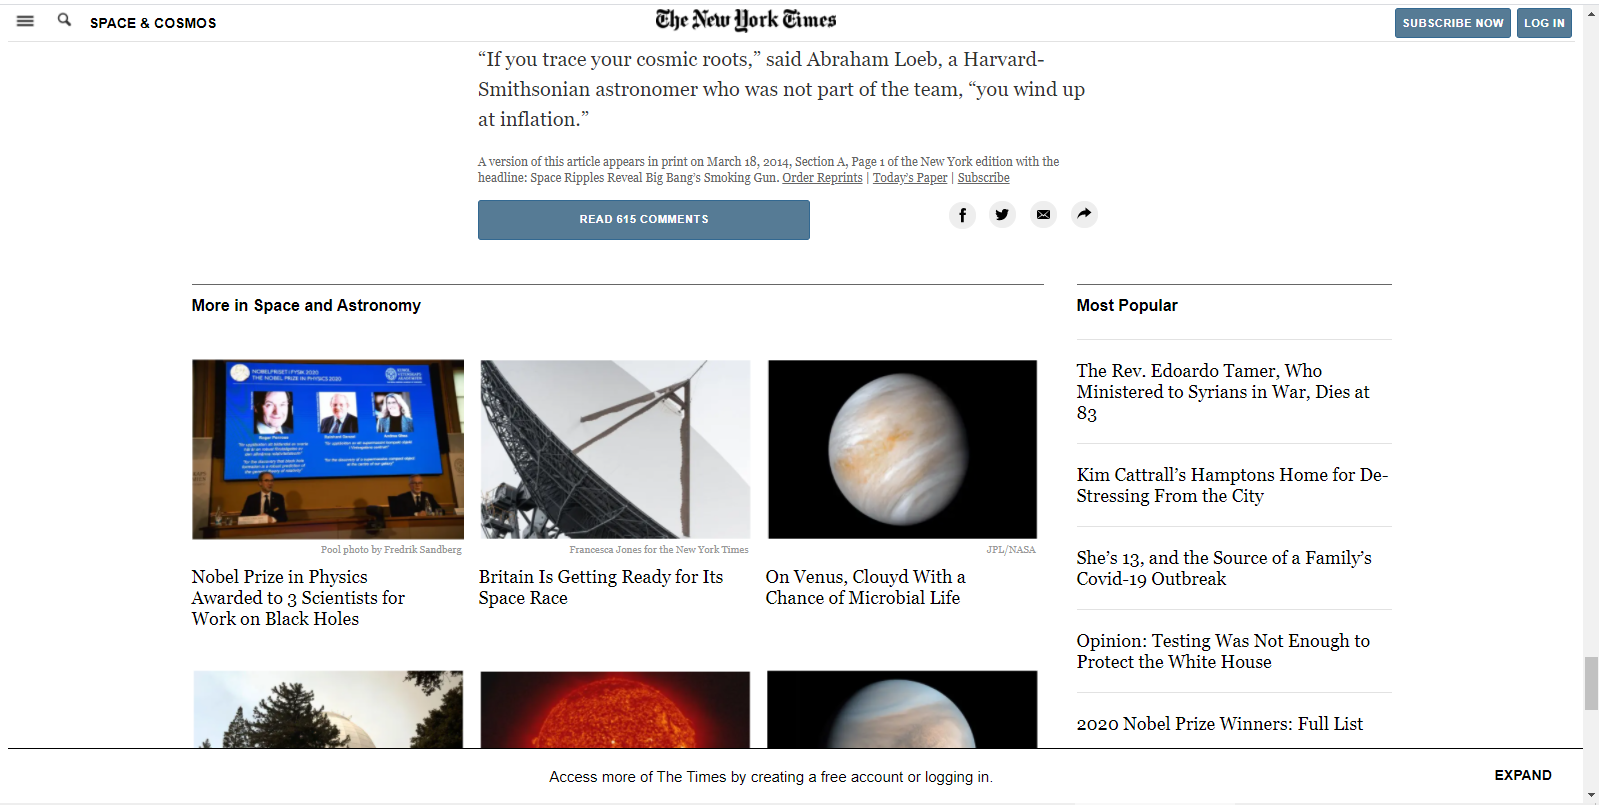 SPACE & COSMOS
The New York Times
SUBSCRIBE NOW
LOG IN
“If you trace your cosmic roots,” said Abraham Loeb, a Harvard-
Smithsonian astronomer who was not part of the team, “you wind up
at inflation.”
A version of this article appears in print on March 18, 2014, Section A, Page 1 of the New York edition with the
headline: Space Ripples Reveal Big Bang’s Smoking Gun. Order Reprints | Today’s Paper | Subscribe
READ 615 COMMENTS
More in Space and Astronomy
NOBELPRISET I FYSIK 2020
THE NOBEL PRIZE IN PHYSICS 2020
Pool photo by Fredrik Sandberg
Nobel Prize in Physics
Awarded to 3 Scientists for
Work on Black Holes
Francesca Jones for the New York Times
Britain Is Getting Ready for Its
Space Race
JPL/NASA
On Venus, Clouyd With a
Chance of Microbial Life
Most Popular
The Rev. Edoardo Tamer, Who
Ministered to Syrians in War, Dies at
83
Kim Cattrall’s Hamptons Home for De-
Stressing From the City
She’s 13, and the Source of a Family’s
Covid-19 Outbreak
Opinion: Testing Was Not Enough to
Protect the White House
2020 Nobel Prize Winners: Full List
Access more of The Times by creating a free account or logging in.
EXPAND